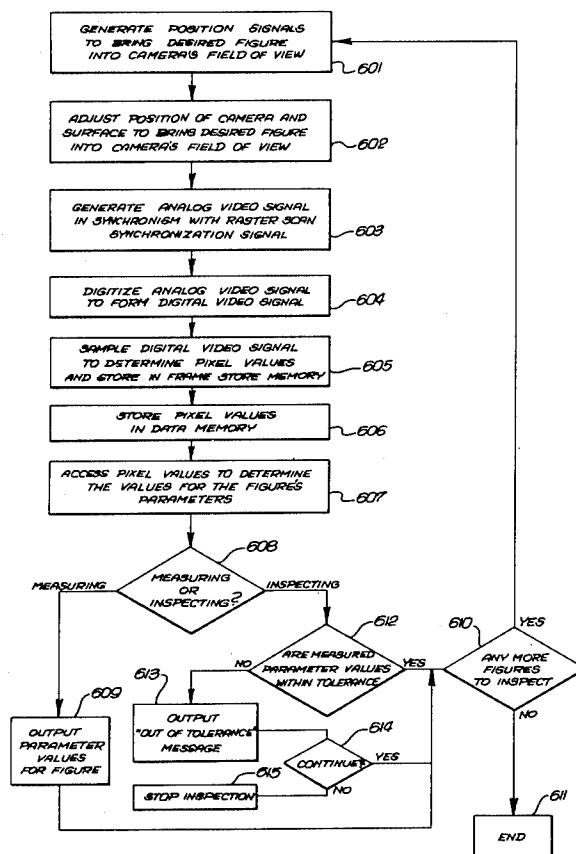 GENERATE POSITION SIGNALS
TO BRING DESIRED FIGURE
INTO CAMERA'S FIELD OF VIEW
601
ADJUST POSITION OF CAMERA AND
SURFACE TO BRING DESIRED FIGURE
INTO CAMERA'S FIELD OF VIEW
602
GENERATE ANALOG VIDEO SIGNAL
IN SYNCHRONISM WITH RASTER SCAN
SYNCHRONIZATION SIGNAL
603
DIGITIZE ANALOG VIDEO SIGNAL
TO FORM DIGITAL VIDEO SIGNAL
604
SAMPLE DIGITAL VIDEO SIGNAL
TO DETERMINE PIXEL VALUES
AND STORE IN FRAME STORE MEMORY
605
STORE PIXEL VALUES
IN DATA MEMORY
606
ACCESS PIXEL VALUES TO DETERMINE
THE VALUES FOR THE FIGURE'S
PARAMETERS
607
608
MEASURING
OR
INSPECTING?
MEASURING
INSPECTING
612
ARE MEASURED
PARAMETER VALUES
WITHIN TOLERANCE
NO
YES
610
ANY MORE
FIGURES
TO INSPECT
YES
NO
609
OUTPUT
PARAMETER
VALUES
FOR FIGURE
613
OUTPUT
"OUT OF TOLERANCE"
MESSAGE
614
CONTINUE?
YES
NO
615
STOP INSPECTION
611
END